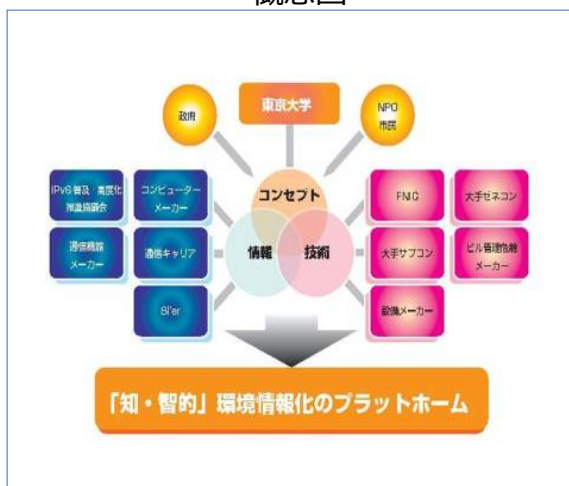 概念図
東京大学
政府
NPO
市民
IPv6普及・高度化
推進協議会
コンピューター
メーカー
コンセプト
FNIC
大手ゼネコン
通信機器
メーカー
通信キャリア
情報
技術
大手サブコン
ビル管理危機
メーカー
SI'er
設備メーカー
「知・智的」環境情報化のプラットホーム